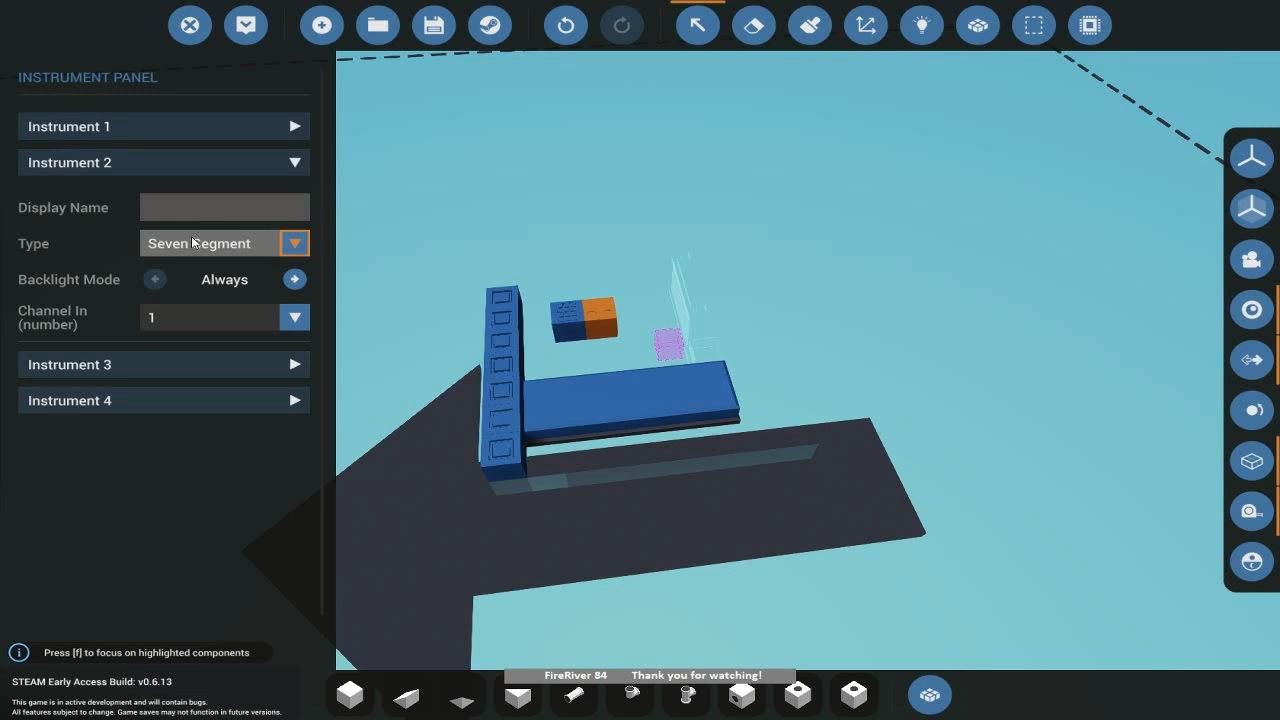 INSTRUMENT PANEL
Instrument 1
Instrument 2
Display Name
Type
Seven Segment
Backlight Mode
Always
Channel In
(number)
1
Instrument 3
Instrument 4
Press [f] to focus on highlighted components
STEAM Early Access Build: v0.6.13
This game is in active development and will contain bugs.
All features subject to change. Game saves may not function in future versions.
FireRiver 84 Thank you for watching!